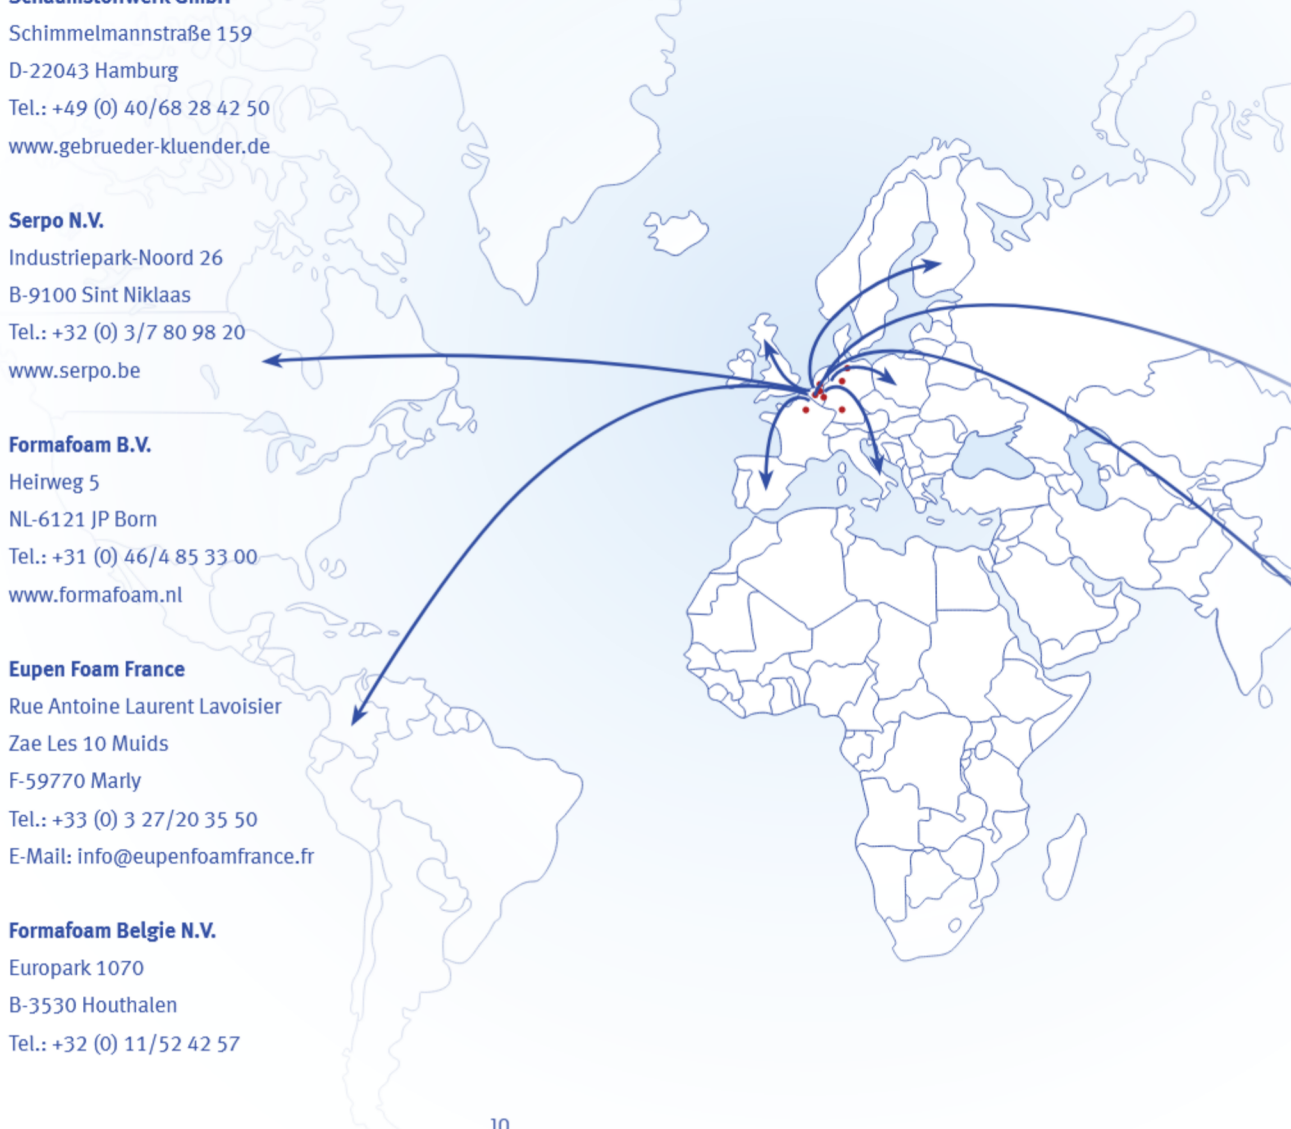 Schaumstoffwerk GmbH
Schimmelmannstraße 159
D-22043 Hamburg
Tel.: +49 (0) 40/68 28 42 50
www.gebrueder-kluender.de
Serpo N.V.
Industriepark-Noord 26
B-9100 Sint Niklaas
Tel.: +32 (0) 3/7 80 98 20
www.serpo.be
Formafoam B.V.
Heirweg 5
NL-6121 JP Born
Tel.: +31 (0) 46/4 85 33 00
www.formafoam.nl
Eupen Foam France
Rue Antoine Laurent Lavoisier
Zae Les 10 Muids
F-59770 Marly
Tel.: +33 (0) 3 27/20 35 50
E-Mail: info@eupenfoamfrance.fr
Formafoam Belgie N.V.
Europark 1070
B-3530 Houthalen
Tel.: +32 (0) 11/52 42 57
10